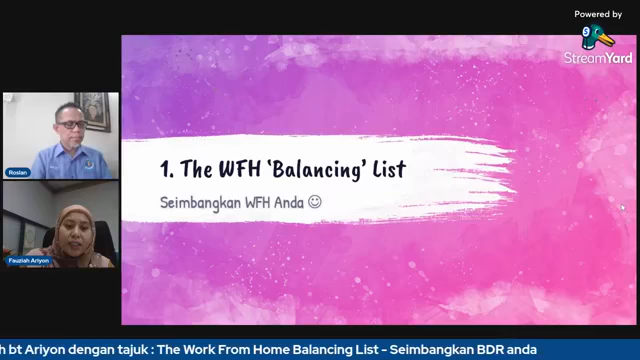 Powered by
StreamYard
1. The WFH ‘Balancing’ List
Seimbangkan WFH Anda ☺
Roslan
Fauziah Ariyon
h bt Ariyon dengan tajuk : The Work From Home Balancing List - Seimbangkan BDR anda